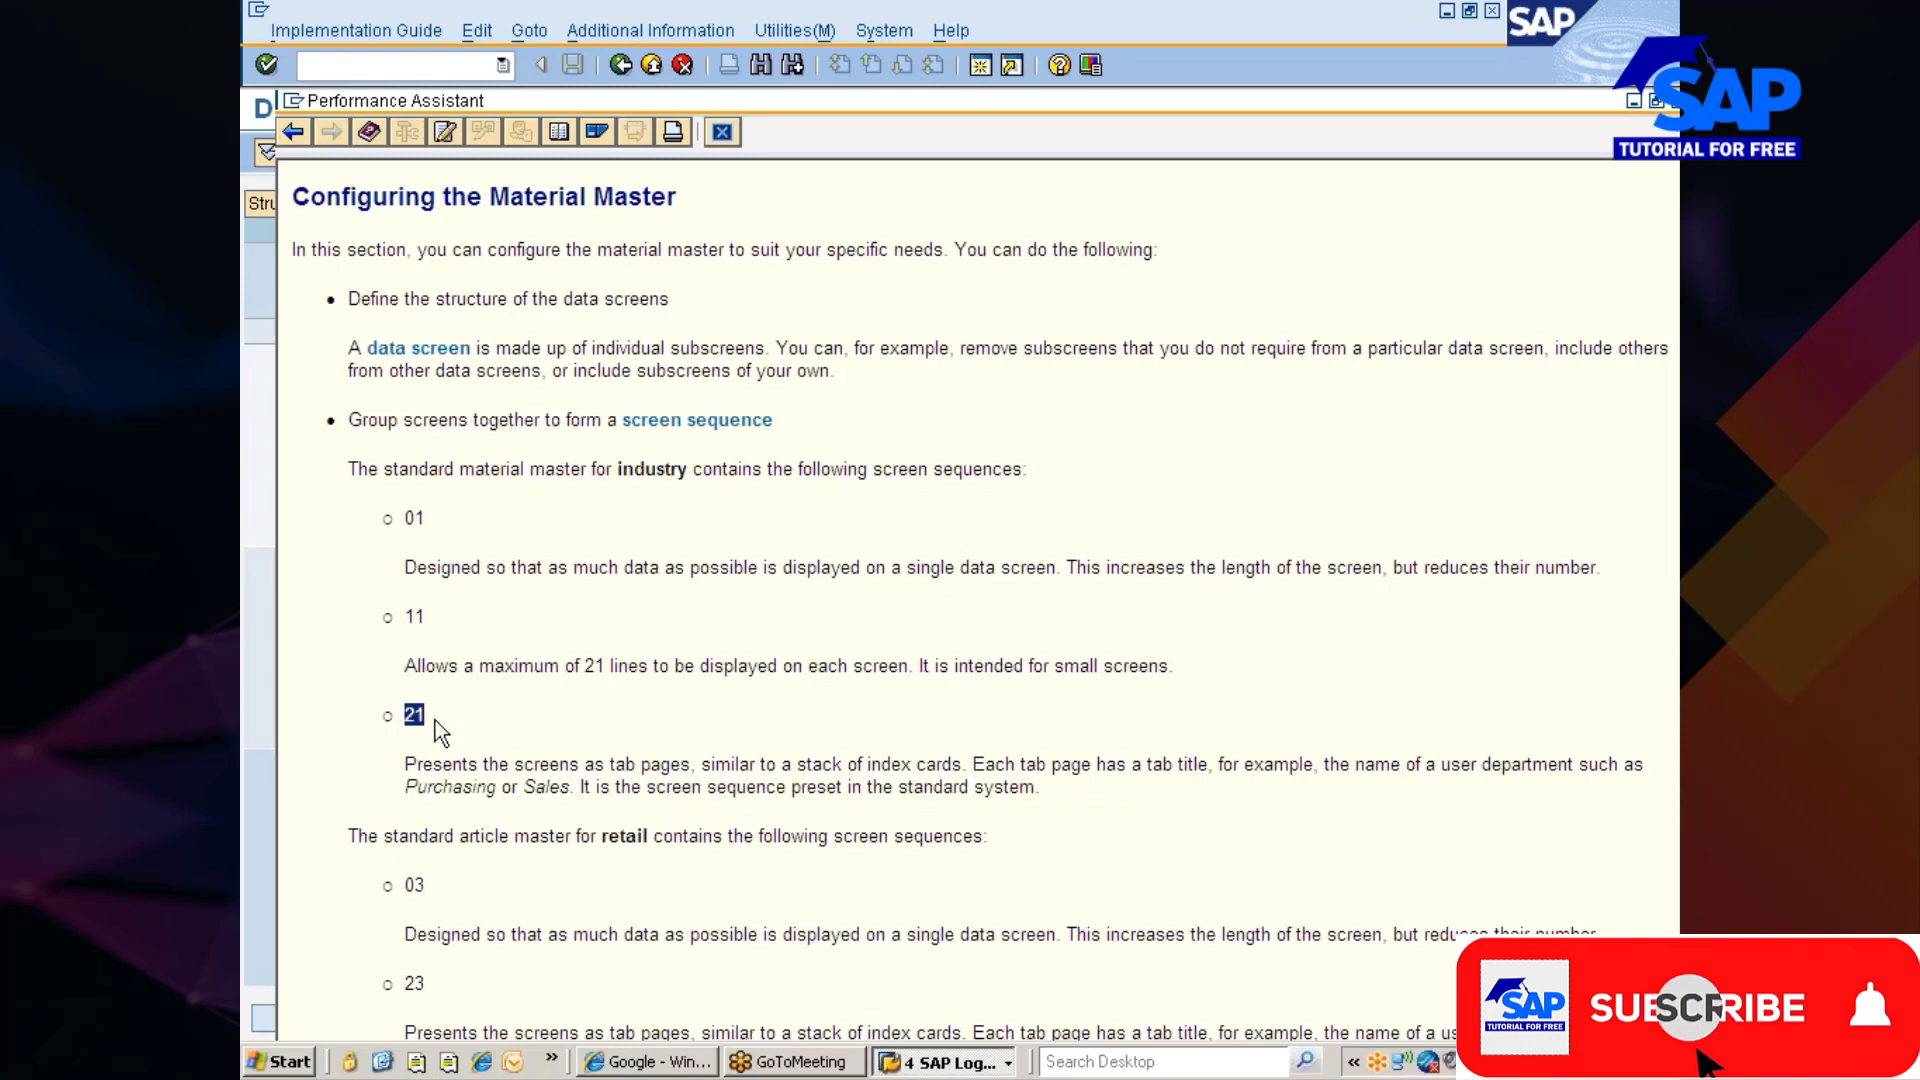 Implementation Guide Edit Goto Additional Information Utilities(M) System Help
SAP
SAP
TUTORIAL FOR FREE
D
Performance Assistant
Stru
Configuring the Material Master
In this section, you can configure the material master to suit your specific needs. You can do the following:
• Define the structure of the data screens
A data screen is made up of individual subscreens. You can, for example, remove subscreens that you do not require from a particular data screen, include others
from other data screens, or include subscreens of your own.
• Group screens together to form a screen sequence
The standard material master for industry contains the following screen sequences:
○ 01
Designed so that as much data as possible is displayed on a single data screen. This increases the length of the screen, but reduces their number.
○ 11
Allows a maximum of 21 lines to be displayed on each screen. It is intended for small screens.
○ 21
Presents the screens as tab pages, similar to a stack of index cards. Each tab page has a tab title, for example, the name of a user department such as
Purchasing or Sales. It is the screen sequence preset in the standard system.
The standard article master for retail contains the following screen sequences:
○ 03
Designed so that as much data as possible is displayed on a single data screen. This increases the length of the screen, but reduces their number.
○ 23
Presents the screens as tab pages, similar to a stack of index cards. Each tab page has a tab title, for example, the name of a us
SAP
TUTORIAL FOR FREE
SUBSCRIBE
Start » Google - Win... GoToMeeting 4 SAP Log... Search Desktop «